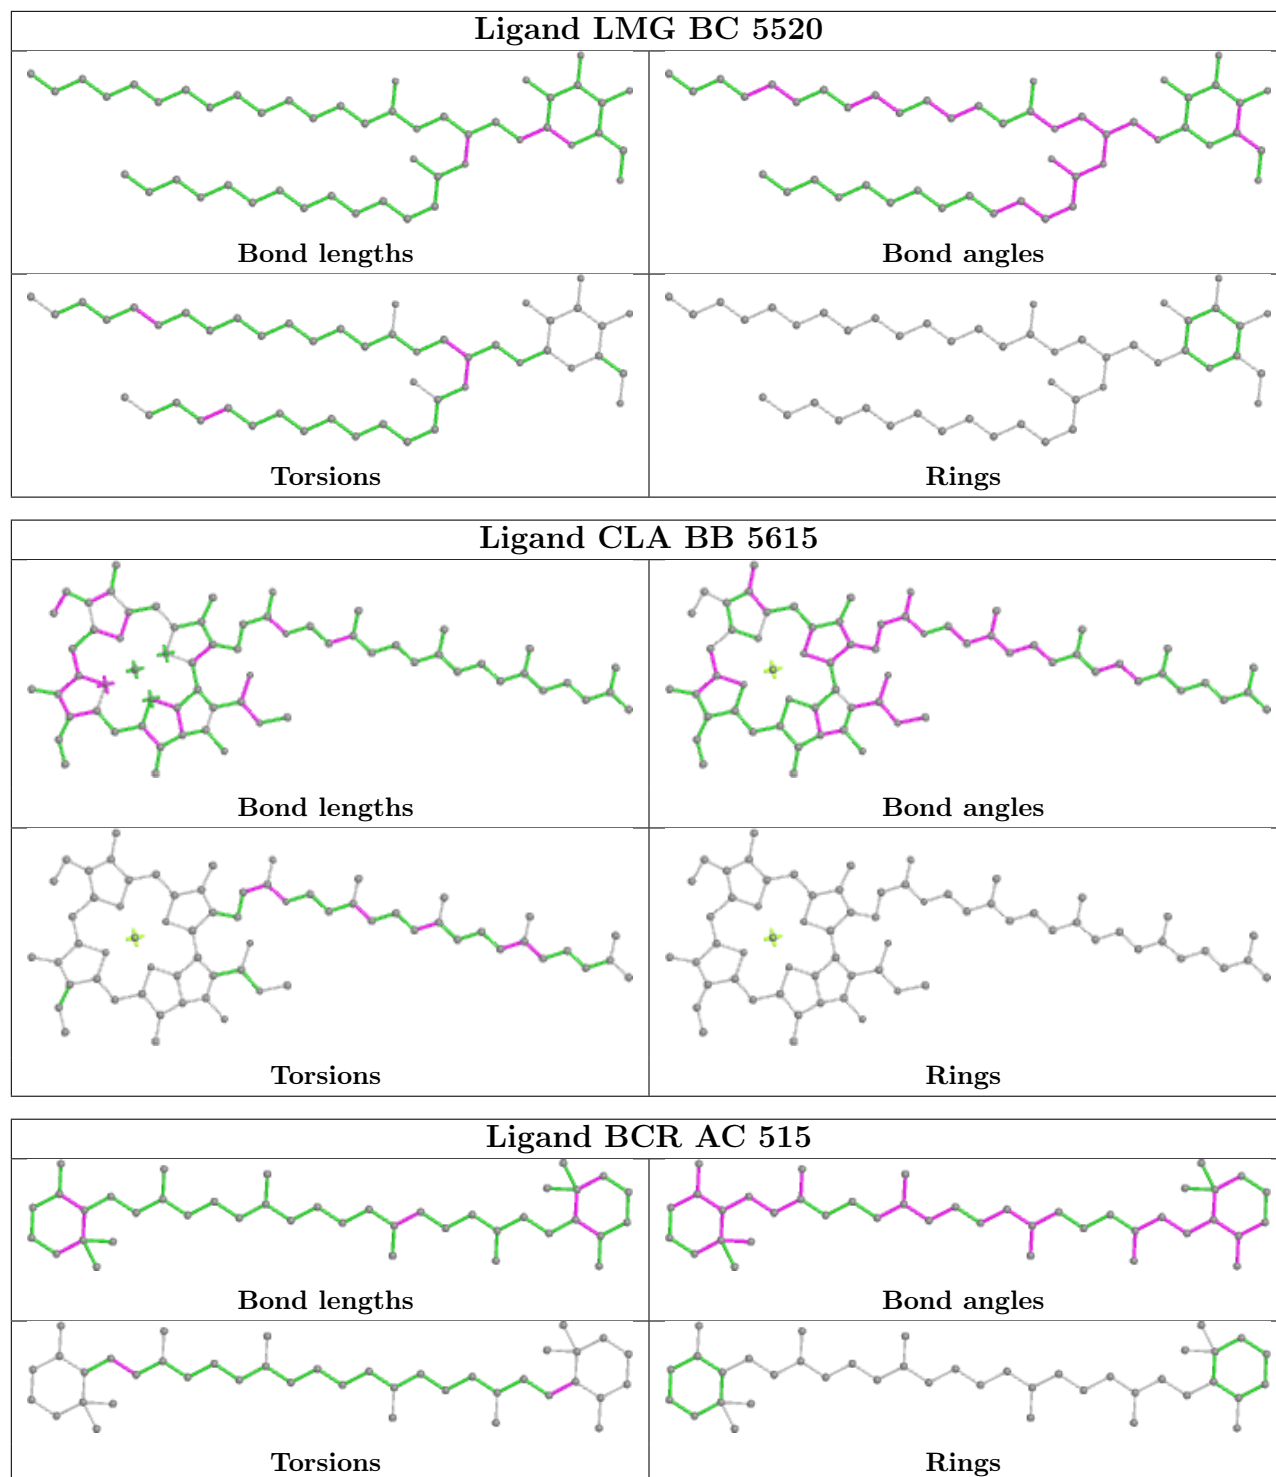 Ligand LMG BC 5520
Bond lengths
Bond angles
Torsions
Rings
Ligand CLA BB 5615
Bond lengths
Bond angles
Torsions
Rings
Ligand BCR AC 515
Bond lengths
Bond angles
Torsions
Rings